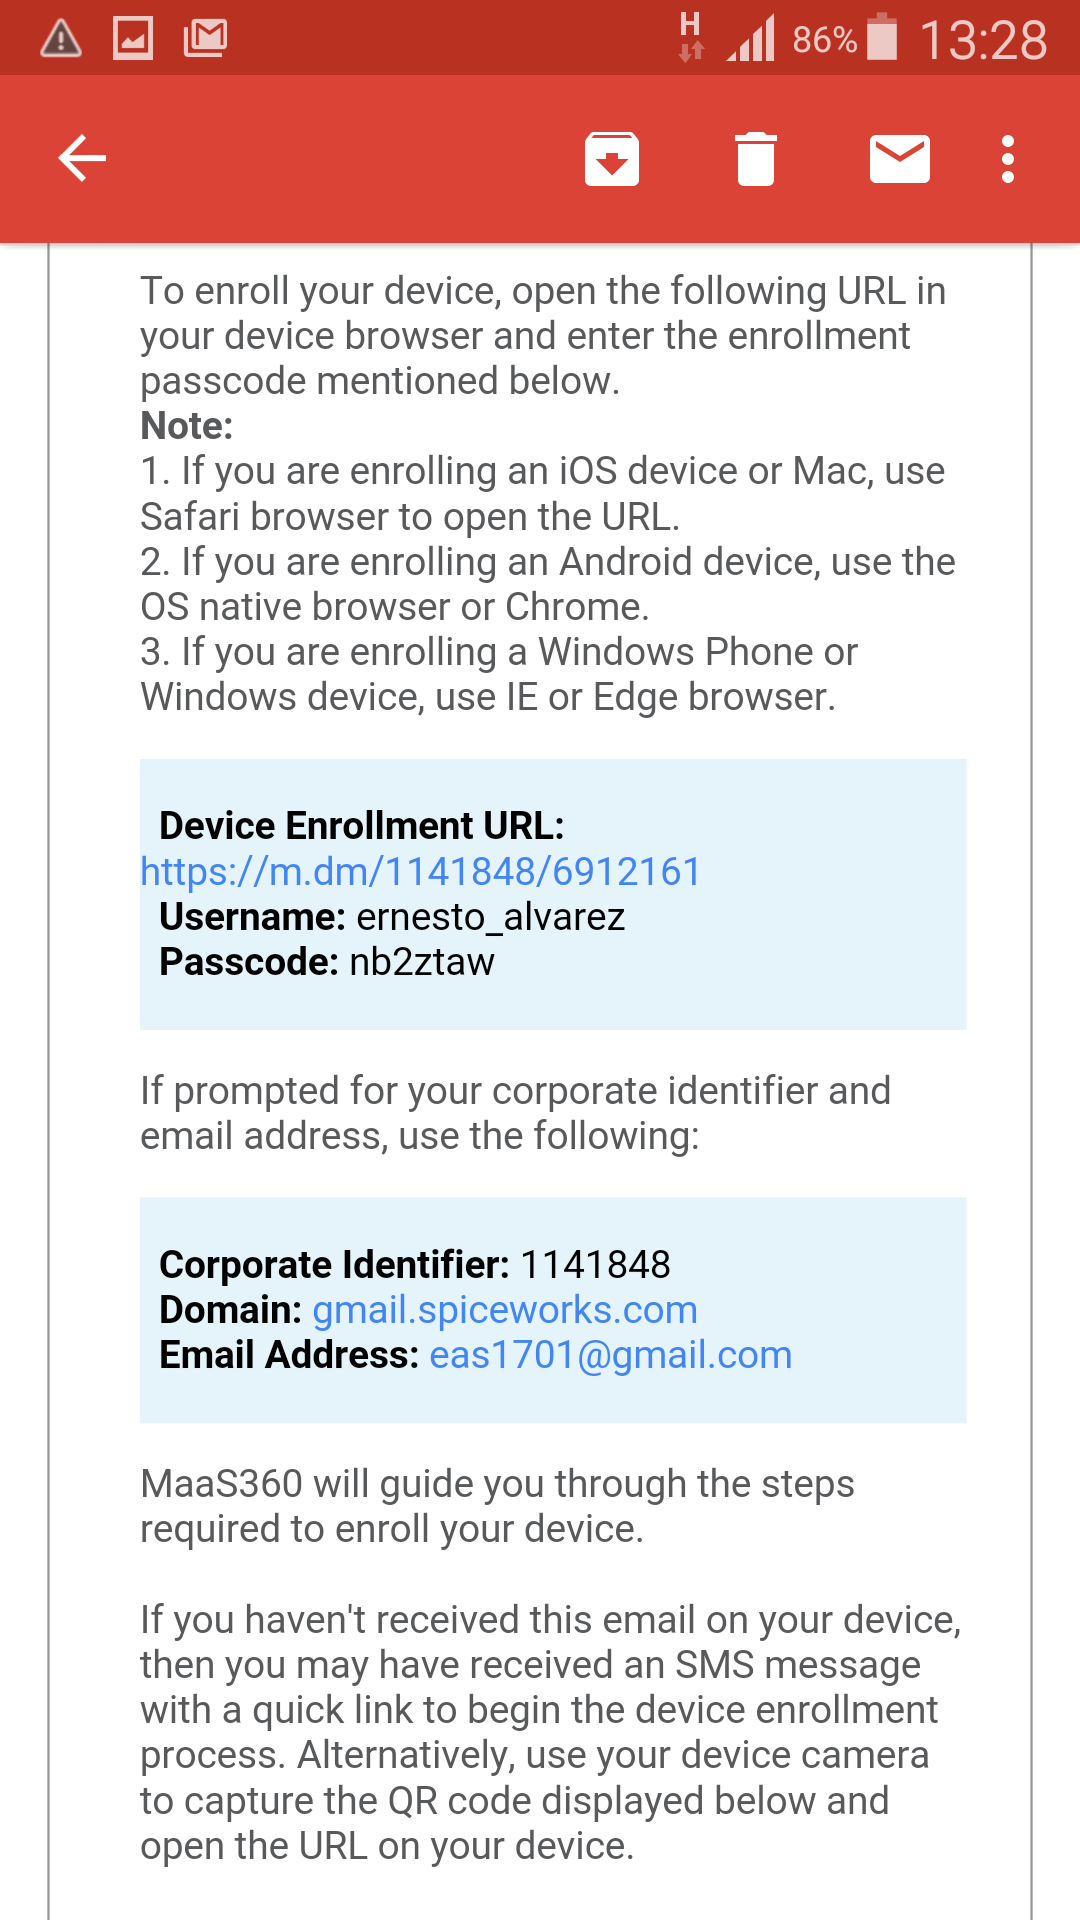 H 86% 13:28
To enroll your device, open the following URL in
your device browser and enter the enrollment
passcode mentioned below.
Note:
1. If you are enrolling an iOS device or Mac, use
Safari browser to open the URL.
2. If you are enrolling an Android device, use the
OS native browser or Chrome.
3. If you are enrolling a Windows Phone or
Windows device, use IE or Edge browser.
Device Enrollment URL:
https://m.dm/1141848/6912161
Username: ernesto_alvarez
Passcode: nb2ztaw
If prompted for your corporate identifier and
email address, use the following:
Corporate Identifier: 1141848
Domain: gmail.spiceworks.com
Email Address: eas1701@gmail.com
MaaS360 will guide you through the steps
required to enroll your device.
If you haven't received this email on your device,
then you may have received an SMS message
with a quick link to begin the device enrollment
process. Alternatively, use your device camera
to capture the QR code displayed below and
open the URL on your device.